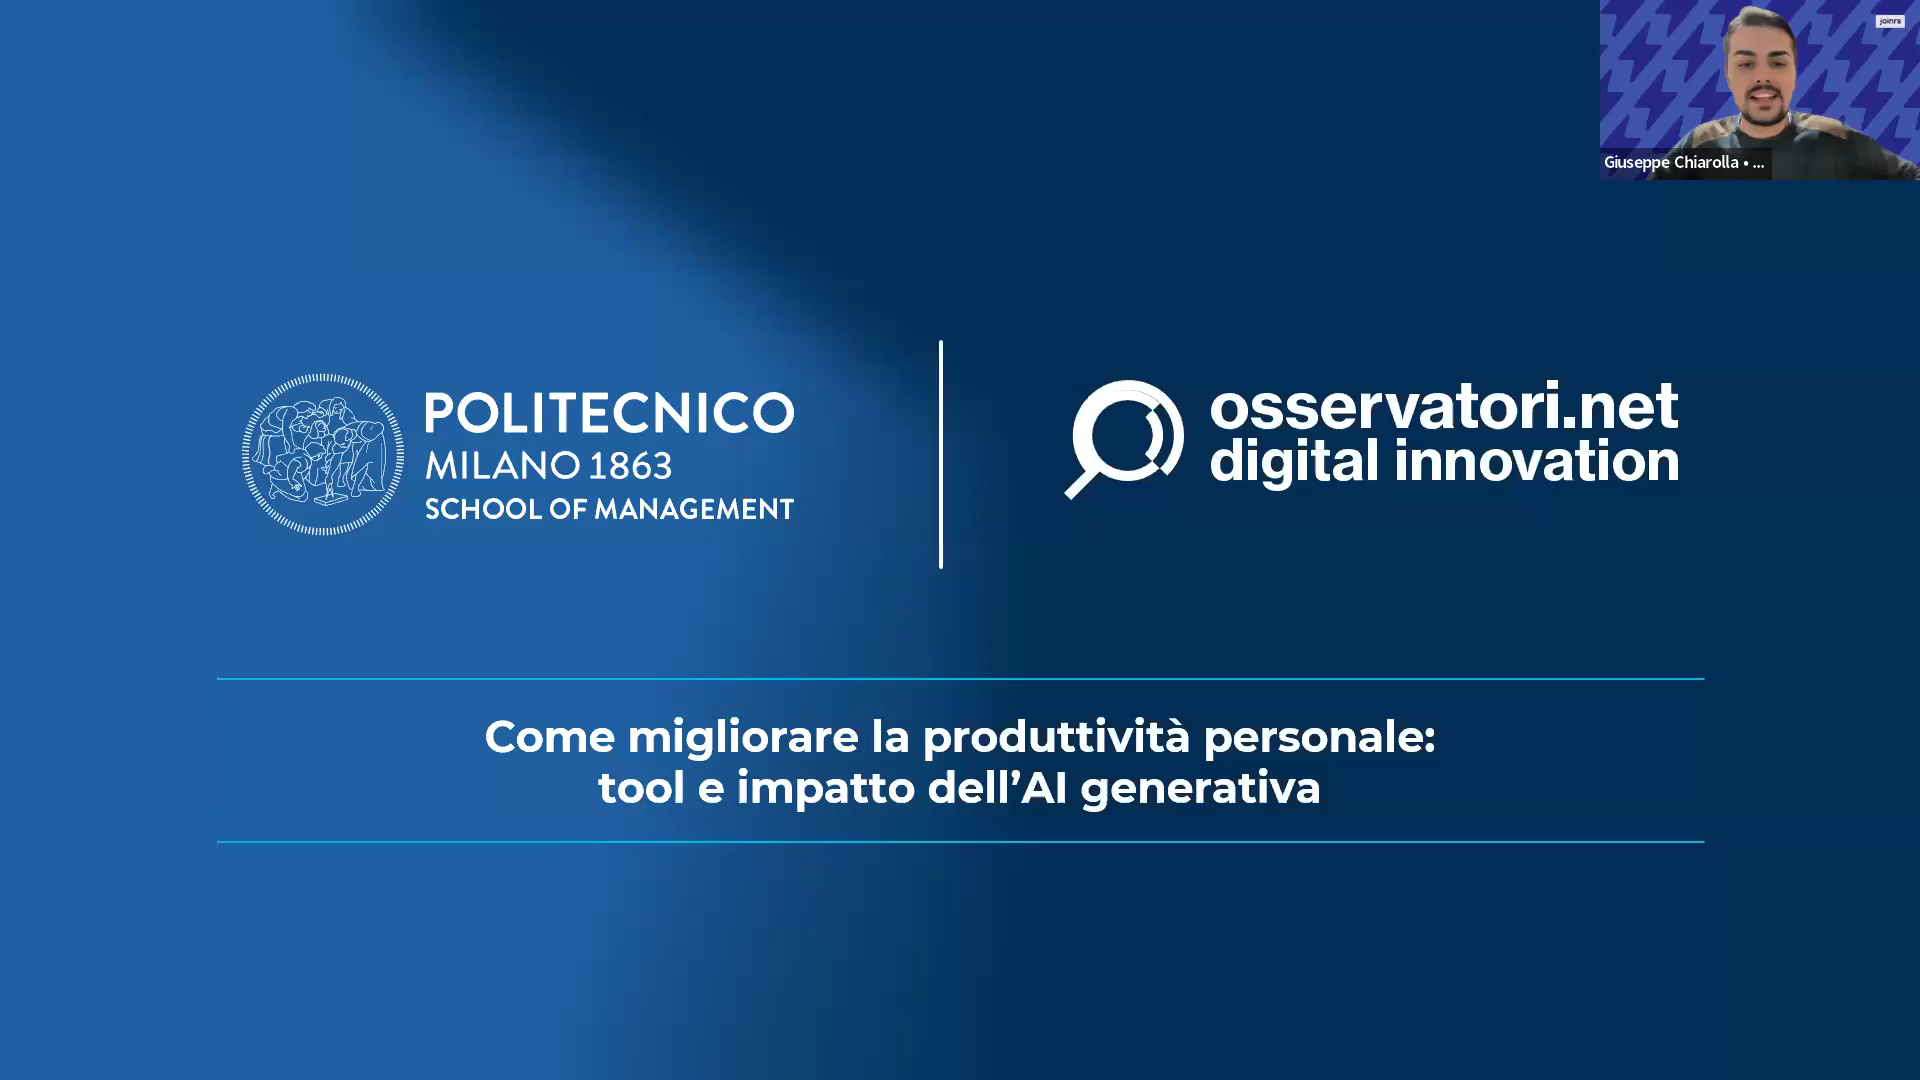 joinrs
Giuseppe Chiarolla • ...
POLITECNICO
MILANO 1863
SCHOOL OF MANAGEMENT
osservatori.net
digital innovation
Come migliorare la produttività personale:
tool e impatto dell’AI generativa